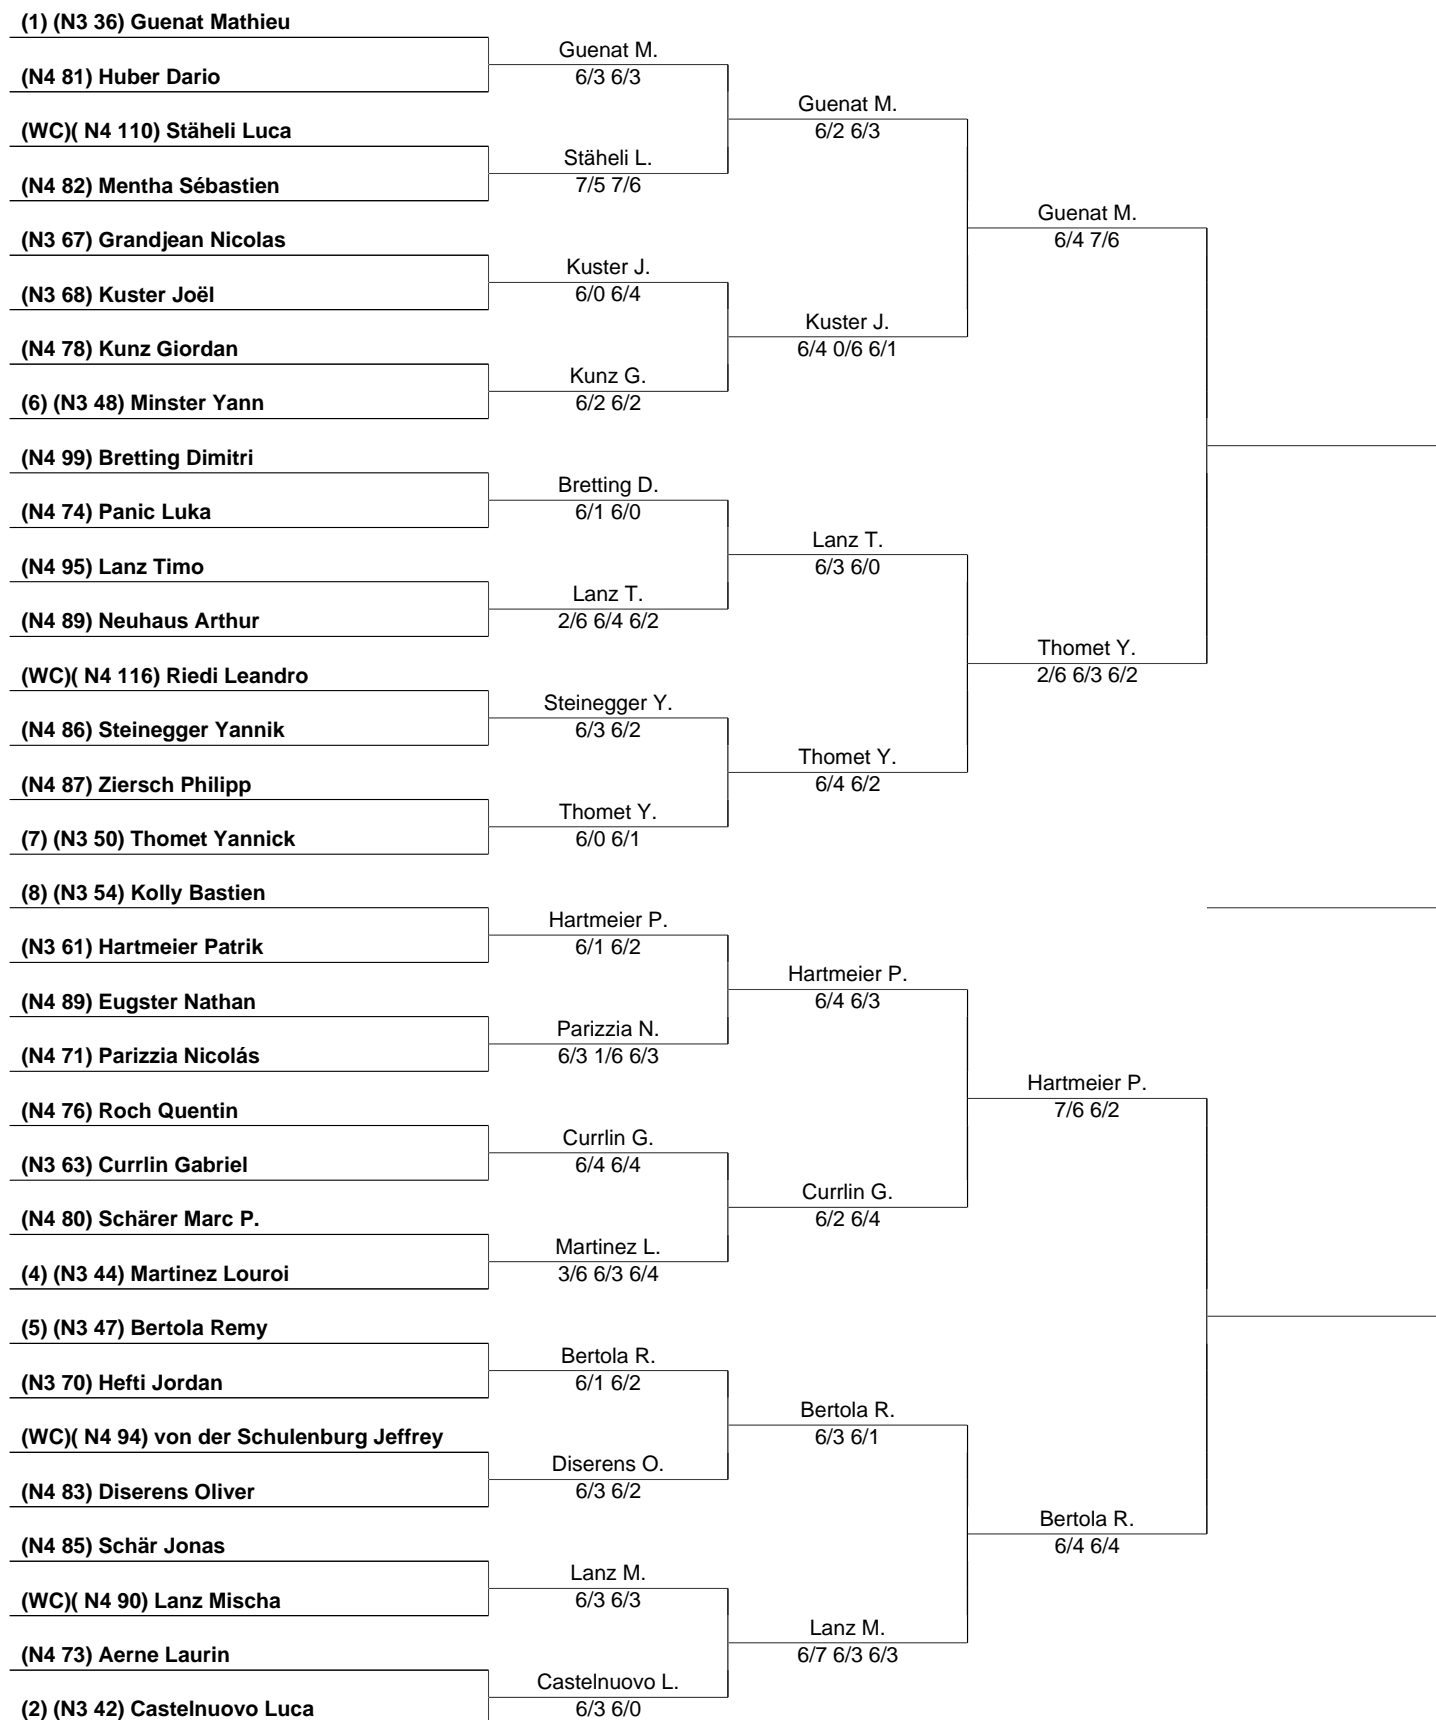 (1) (N3 36) Guenat Mathieu
(N4 81) Huber Dario
(WC)( N4 110) Stäheli Luca
(N4 82) Mentha Sébastien
(N3 67) Grandjean Nicolas
(N3 68) Kuster Joël
(N4 78) Kunz Giordan
(6) (N3 48) Minster Yann
(N4 99) Bretting Dimitri
(N4 74) Panic Luka
(N4 95) Lanz Timo
(N4 89) Neuhaus Arthur
(WC)( N4 116) Riedi Leandro
(N4 86) Steinegger Yannik
(N4 87) Ziersch Philipp
(7) (N3 50) Thomet Yannick
(8) (N3 54) Kolly Bastien
(N3 61) Hartmeier Patrik
(N4 89) Eugster Nathan
(N4 71) Parizzia Nicolás
(N4 76) Roch Quentin
(N3 63) Currlin Gabriel
(N4 80) Schärer Marc P.
(4) (N3 44) Martinez Louroi
(5) (N3 47) Bertola Remy
(N3 70) Hefti Jordan
(WC)( N4 94) von der Schulenburg Jeffrey
(N4 83) Diserens Oliver
(N4 85) Schär Jonas
(WC)( N4 90) Lanz Mischa
(N4 73) Aerne Laurin
(2) (N3 42) Castelnuovo Luca
Guenat M.
6/3 6/3
Stäheli L.
7/5 7/6
Kuster J.
6/0 6/4
Kunz G.
6/2 6/2
Bretting D.
6/1 6/0
Lanz T.
2/6 6/4 6/2
Steinegger Y.
6/3 6/2
Thomet Y.
6/0 6/1
Hartmeier P.
6/1 6/2
Parizzia N.
6/3 1/6 6/3
Currlin G.
6/4 6/4
Martinez L.
3/6 6/3 6/4
Bertola R.
6/1 6/2
Diserens O.
6/3 6/2
Lanz M.
6/3 6/3
Castelnuovo L.
6/3 6/0
Guenat M.
6/2 6/3
Kuster J.
6/4 0/6 6/1
Lanz T.
6/3 6/0
Thomet Y.
6/4 6/2
Hartmeier P.
6/4 6/3
Currlin G.
6/2 6/4
Bertola R.
6/3 6/1
Lanz M.
6/7 6/3 6/3
Guenat M.
6/4 7/6
Thomet Y.
2/6 6/3 6/2
Hartmeier P.
7/6 6/2
Bertola R.
6/4 6/4